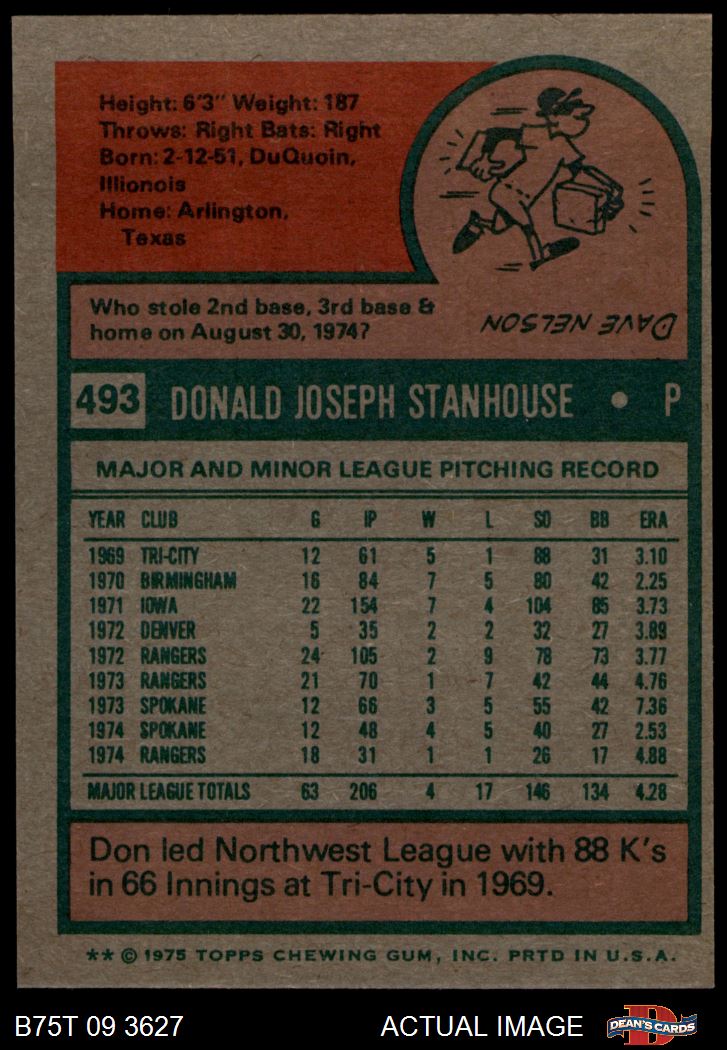 Height: 6'3" Weight: 187
Throws: Right Bats: Right
Born: 2-12-51, DuQuoin,
Illionois
Home: Arlington,
Texas
Who stole 2nd base, 3rd base &
home on August 30, 1974?
DAVE NELSON
493 DONALD JOSEPH STANHOUSE • P
MAJOR AND MINOR LEAGUE PITCHING RECORD
YEAR CLUB G IP W L SO BB ERA
1969 TRI-CITY 12 61 5 1 88 31 3.10
1970 BIRMINGHAM 16 84 7 5 80 42 2.25
1971 IOWA 22 154 7 4 104 85 3.73
1972 DENVER 5 35 2 2 32 27 3.89
1972 RANGERS 24 105 2 9 78 73 3.77
1973 RANGERS 21 70 1 7 42 44 4.76
1973 SPOKANE 12 66 3 5 55 42 7.36
1974 SPOKANE 12 48 4 5 40 27 2.53
1974 RANGERS 18 31 1 1 26 17 4.88
MAJOR LEAGUE TOTALS 63 206 4 17 146 134 4.28
Don led Northwest League with 88 K's
in 66 Innings at Tri-City in 1969.
** © 1975 TOPPS CHEWING GUM, INC. PRTD IN U.S.A.
B75T 09 3627 ACTUAL IMAGE DEAN'S CARDS